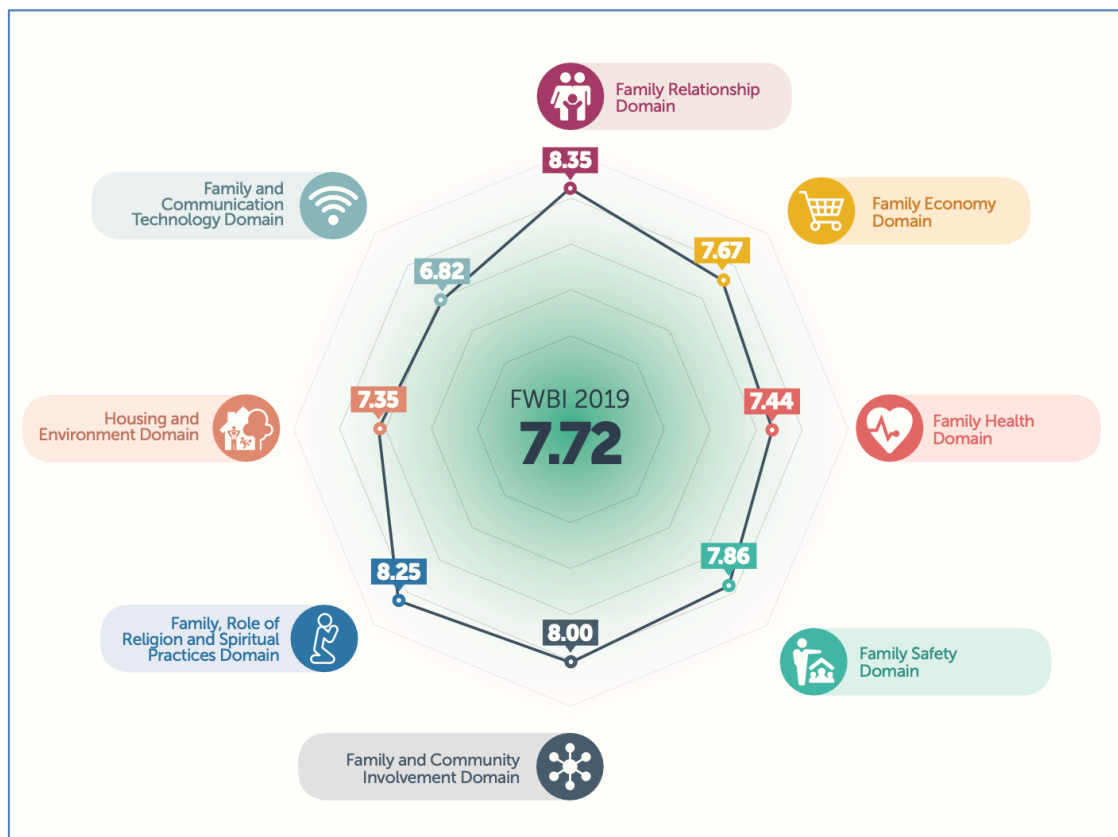 Family Relationship
Domain
8.35
Family and
Communication
Technology Domain
Family Economy
Domain
7.67
6.82
FWBI 2019
7.72
7.35
7.44
Housing and
Environment Domain
Family Health
Domain
7.86
8.25
8.00
Family, Role of
Religion and Spiritual
Practices Domain
Family Safety
Domain
Family and Community
Involvement Domain